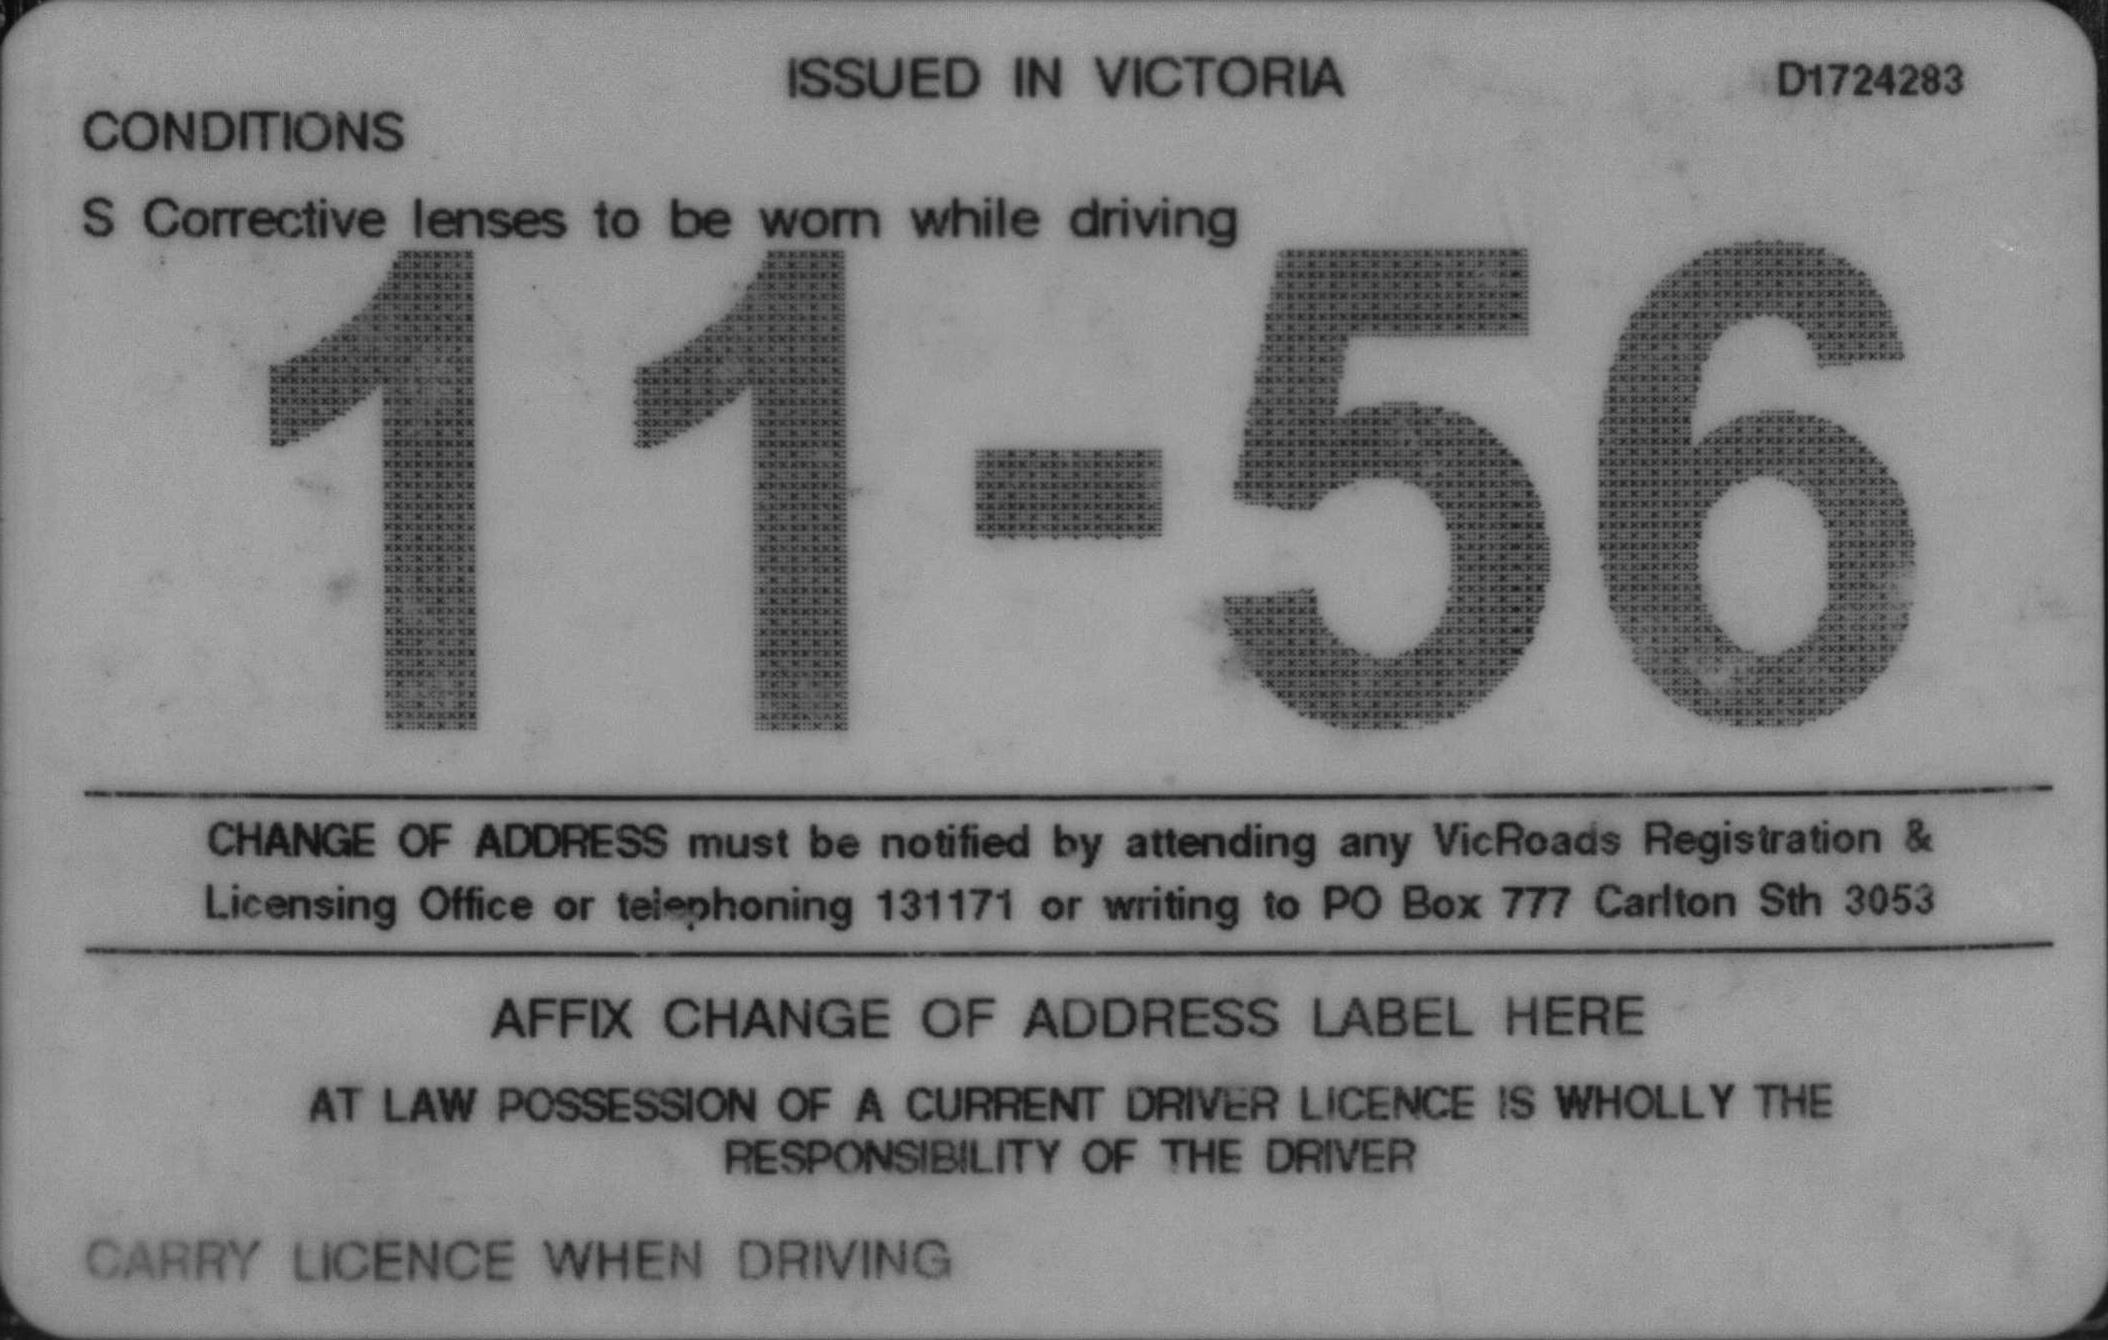 ISSUED IN VICTORIA
D1724283
CONDITIONS
S Corrective lenses to be worn while driving
11-56
CHANGE OF ADDRESS must be notified by attending any VicRoads Registration &
Licensing Office or telephoning 131171 or writing to PO Box 777 Carlton Sth 3053
AFFIX CHANGE OF ADDRESS LABEL HERE
AT LAW POSSESSION OF A CURRENT DRIVER LICENCE IS WHOLLY THE
RESPONSIBILITY OF THE DRIVER
CARRY LICENCE WHEN DRIVING